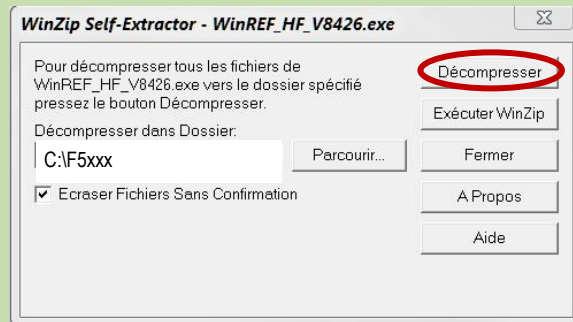 WinZip Self-Extractor - WinREF_HF_V8426.exe
Pour décompresser tous les fichiers de
WinREF_HF_V8426.exe vers le dossier spécifié
pressez le bouton Décompresser.
Décompresser dans Dossier:
C:\F5xxx
Parcourir...
Ecraser Fichiers Sans Confirmation
Décompresser
Exécuter WinZip
Fermer
A Propos
Aide